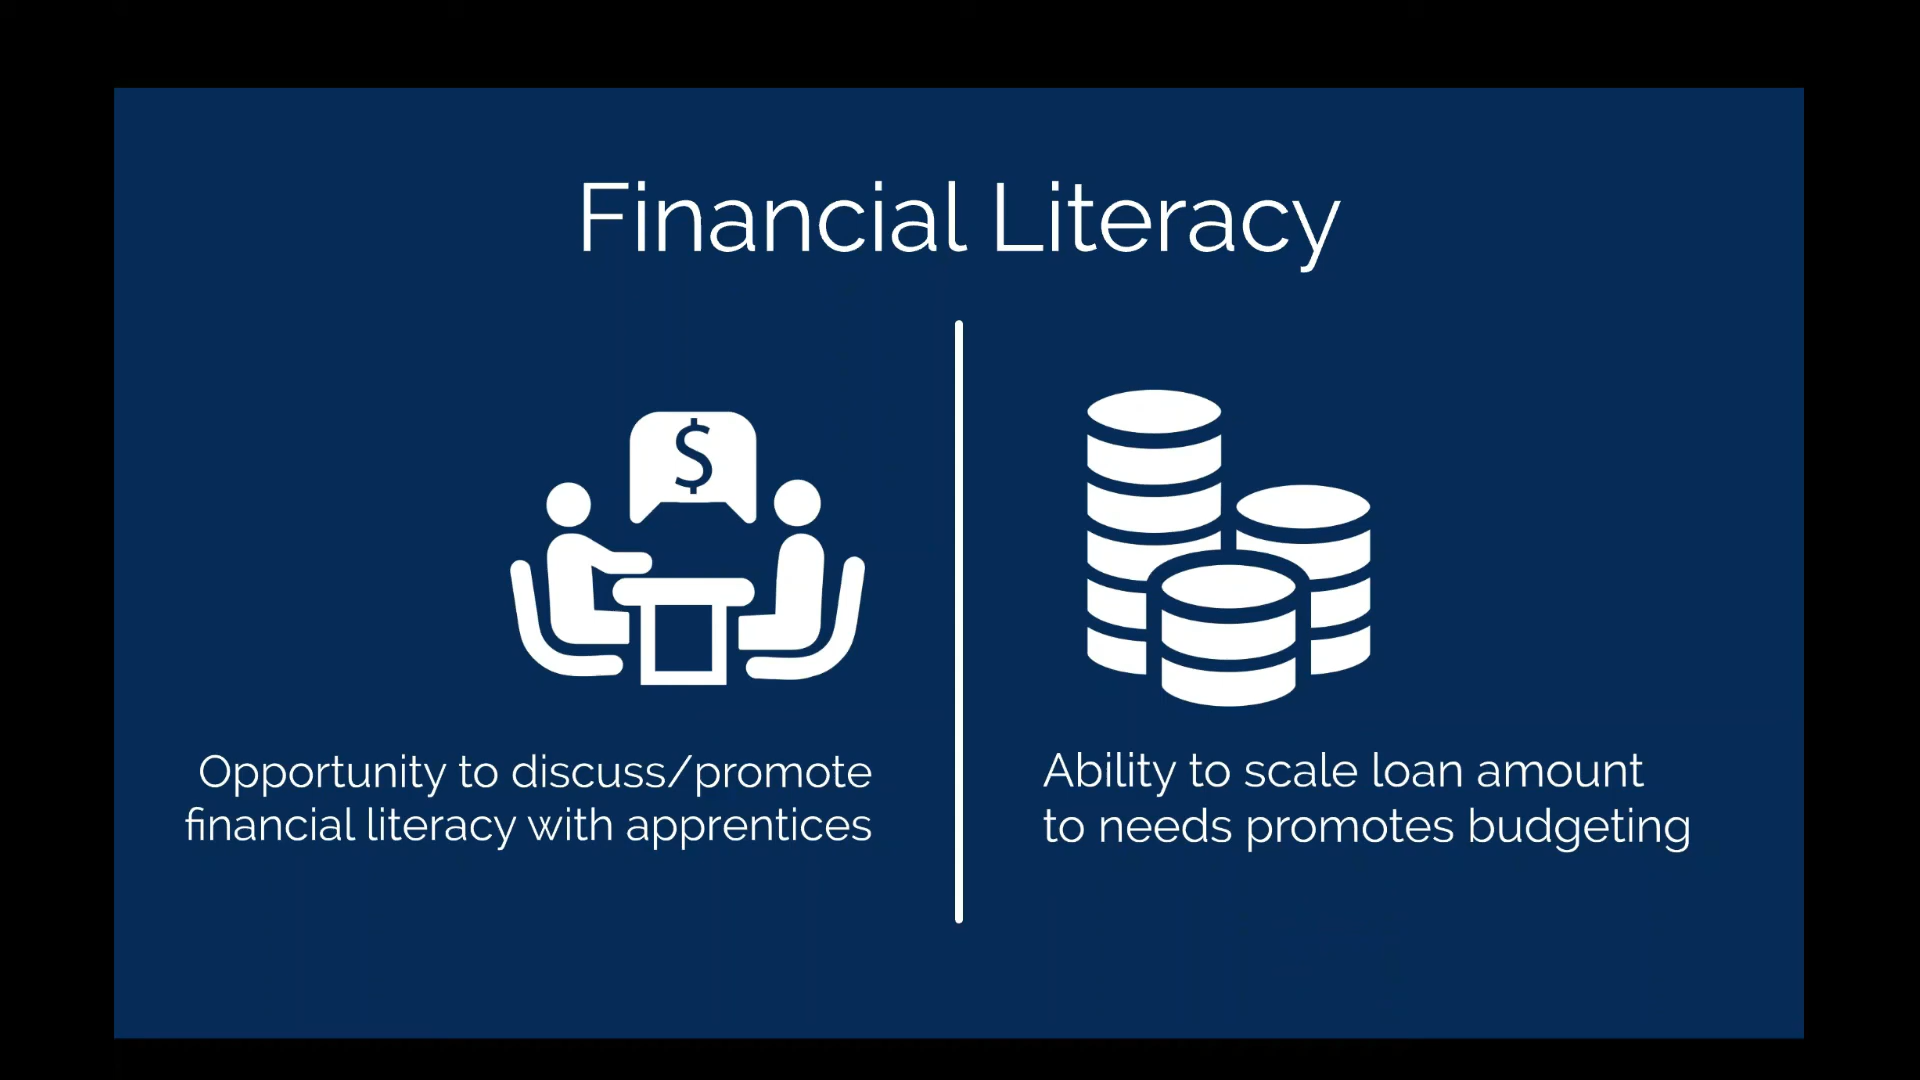 Financial Literacy
$
Opportunity to discuss/promote
financial literacy with apprentices
Ability to scale loan amount
to needs promotes budgeting